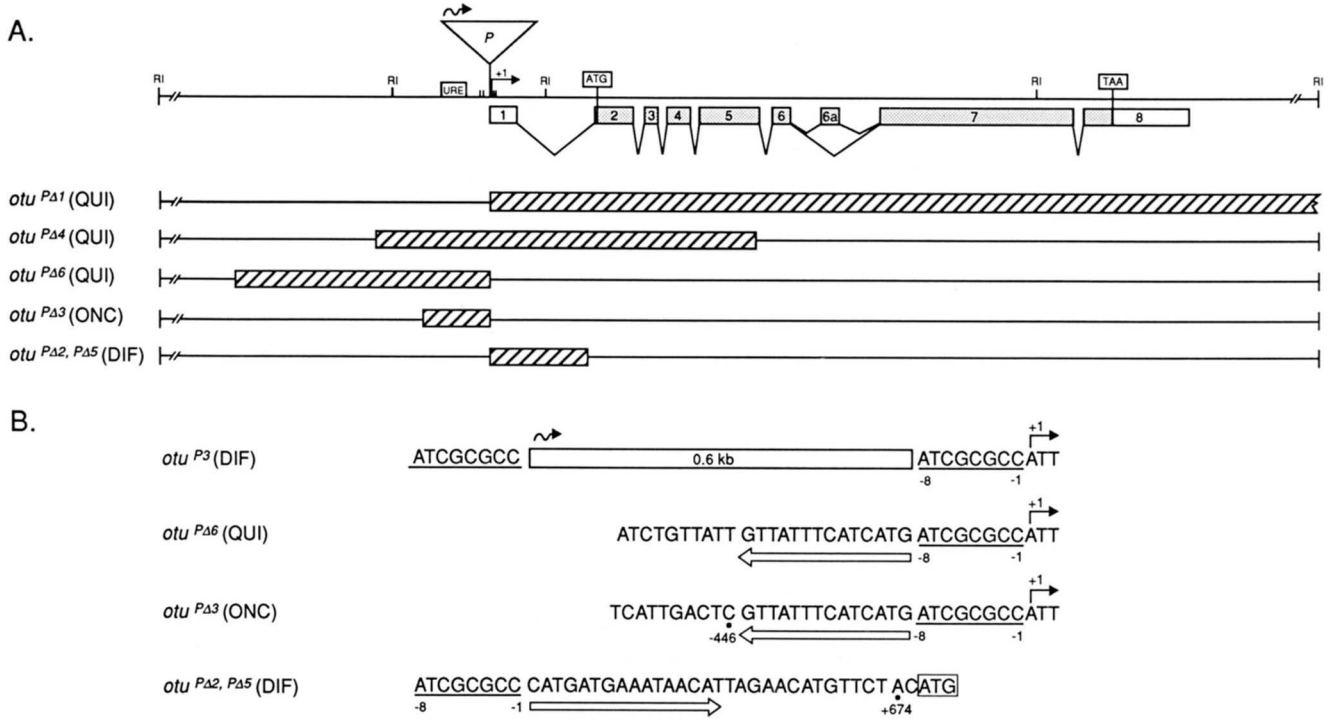 A.
P
RI RI URE +1 RI ATG RI TAA RI
1 2 3 4 5 6 6a 7 8
otu PΔ1 (QUI)
otu PΔ4 (QUI)
otu PΔ6 (QUI)
otu PΔ3 (ONC)
otu PΔ2, PΔ5 (DIF)
B.
+1
otu P3 (DIF) ATCGCGCC 0.6 kb ATCGCGCCATT
-8 -1
+1
otu PΔ6 (QUI) ATCTGTTATT GTTATTTCATCATG ATCGCGCCATT
-8 -1
+1
otu PΔ3 (ONC) TCATTGACTC GTTATTTCATCATG ATCGCGCCATT
-446 -8 -1
otu PΔ2, PΔ5 (DIF) ATCGCGCC CATGATGAAATAACATTAGAACATGTTCT ACATG
-8 -1 +674